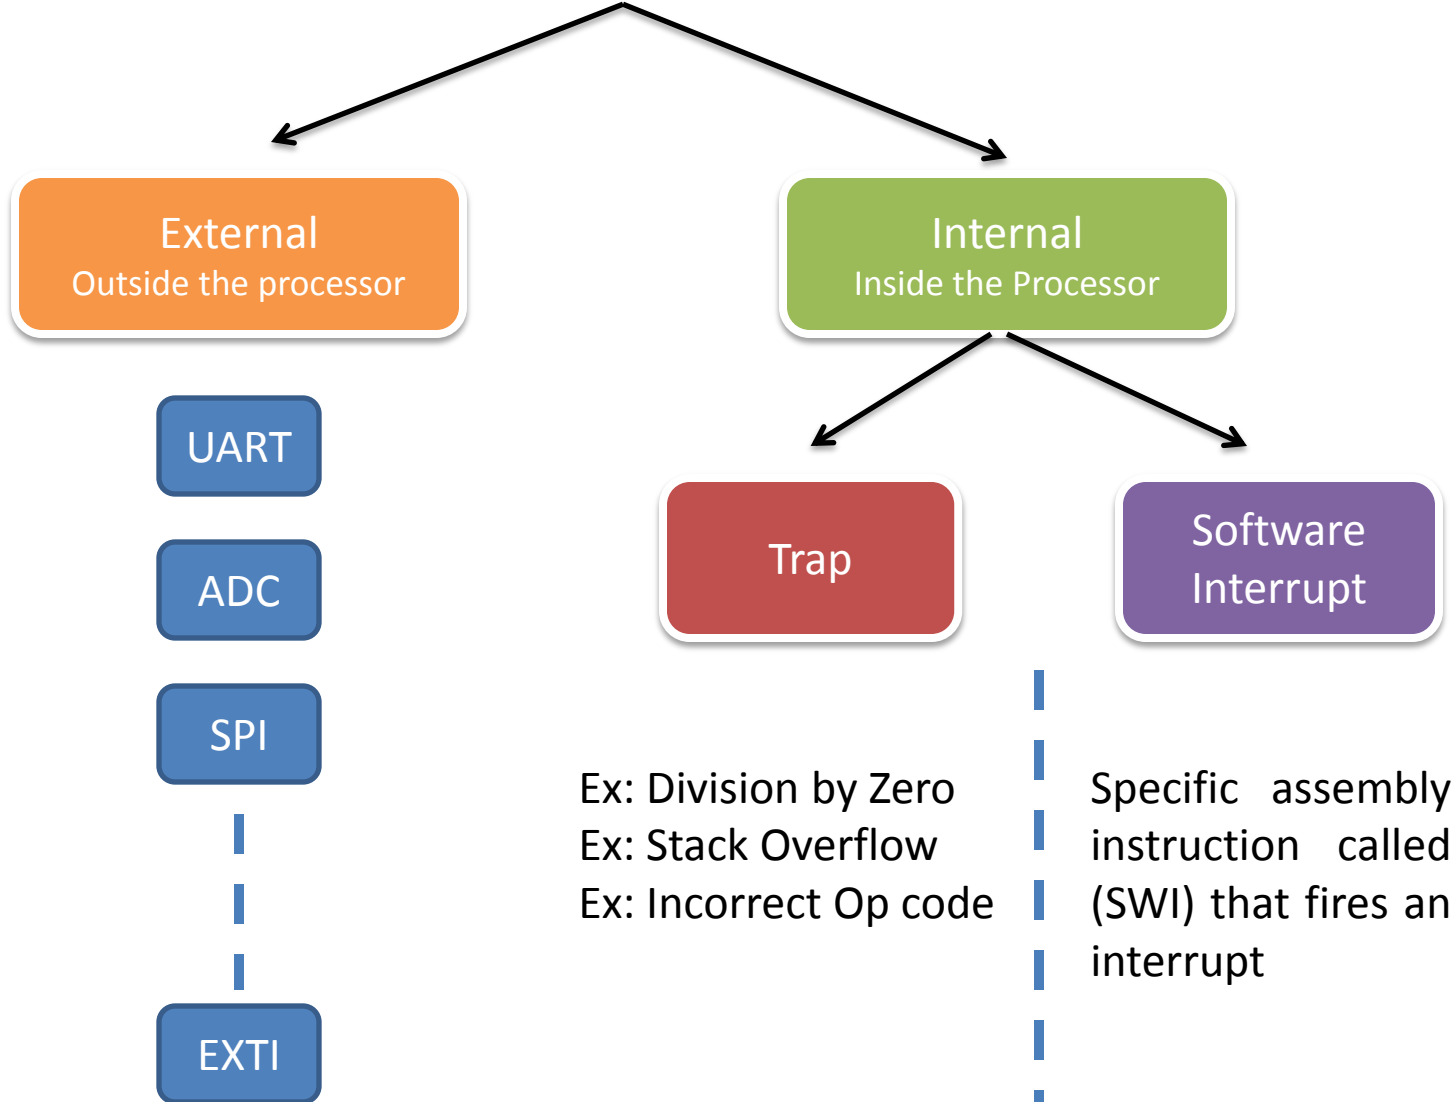 External
Outside the processor
Internal
Inside the Processor
UART
ADC
SPI
EXTI
Trap
Software
Interrupt
Ex: Division by Zero
Ex: Stack Overflow
Ex: Incorrect Op code
Specific assembly
instruction called
(SWI) that fires an
interrupt